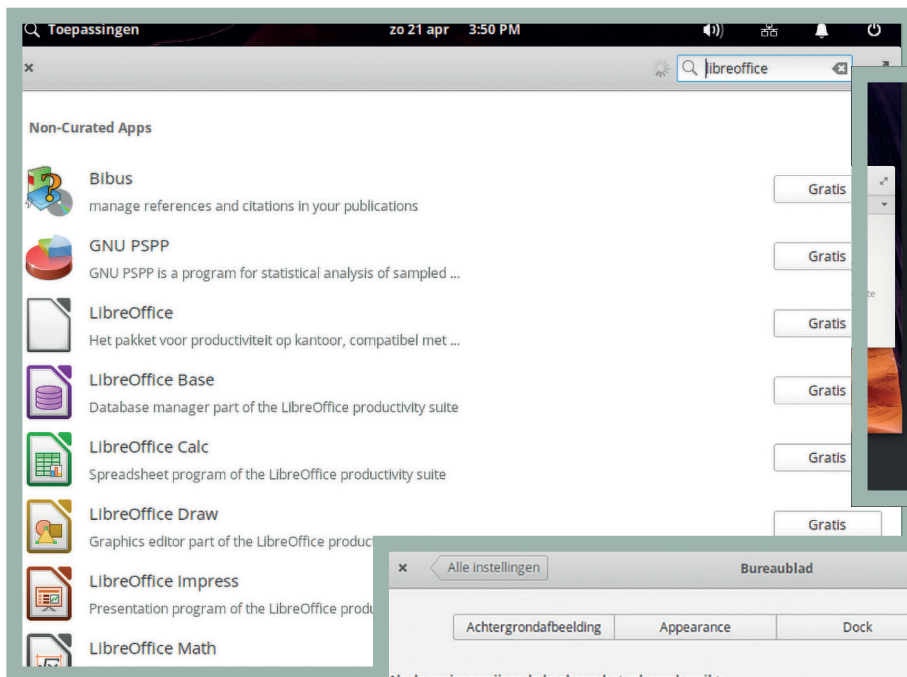 Toepassingen zo 21 apr 3:50 PM
libreoffice
Non-Curated Apps
Bibus
manage references and citations in your publications
Gratis
GNU PSPP
GNU PSPP is a program for statistical analysis of sampled ...
Gratis
LibreOffice
Het pakket voor productiviteit op kantoor, compatibel met ...
Gratis
LibreOffice Base
Database manager part of the LibreOffice productivity suite
Gratis
LibreOffice Calc
Spreadsheet program of the LibreOffice productivity suite
Gratis
LibreOffice Draw
Graphics editor part of the LibreOffice produc
Gratis
LibreOffice Impress
Presentation program of the LibreOffice produ
LibreOffice Math
Alle instellingen Bureaublad
Achtergrondafbeelding Appearance Dock